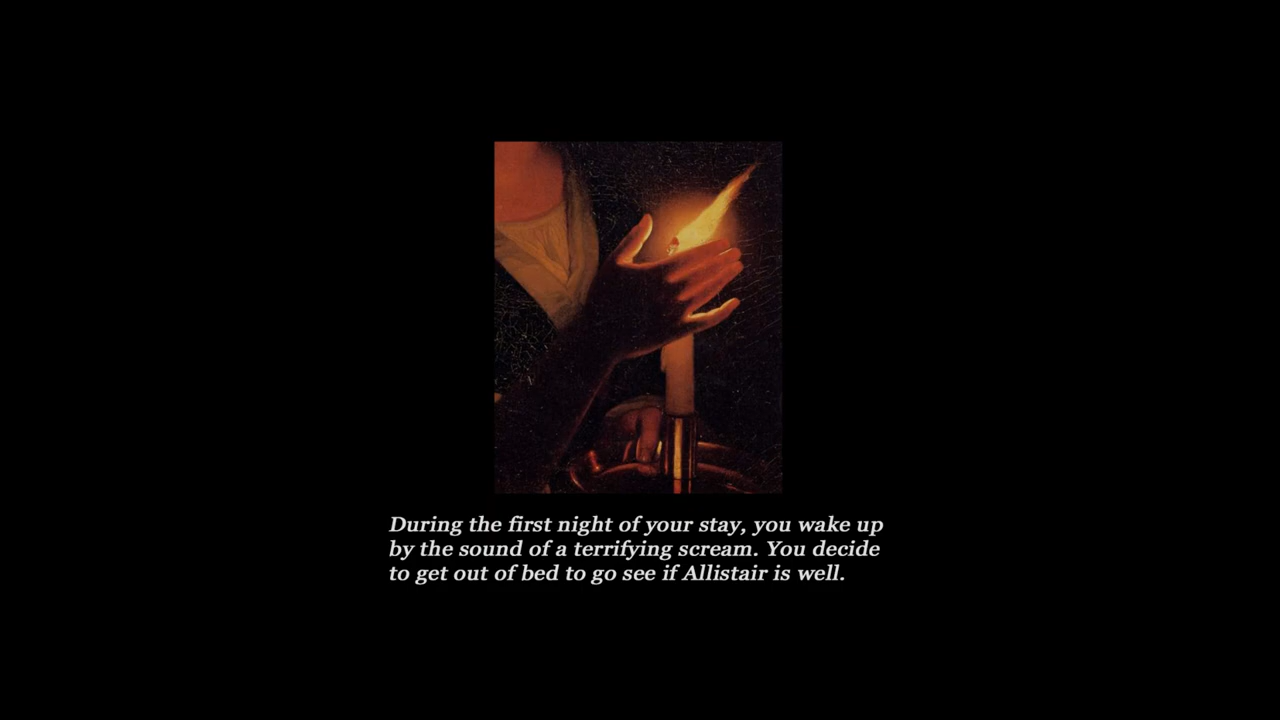 During the first night of your stay, you wake up
by the sound of a terrifying scream. You decide
to get out of bed to go see if Allistair is well.